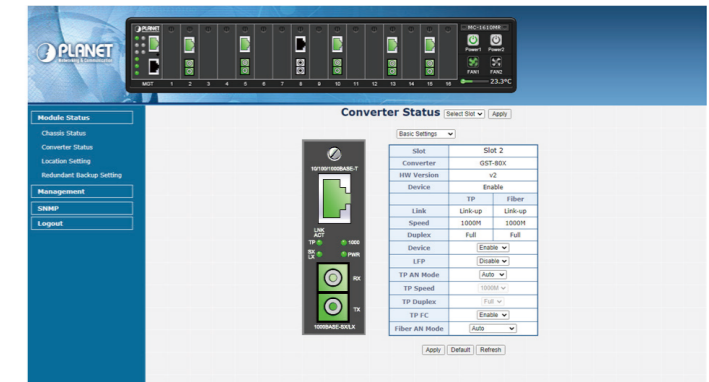 PLANET
Networking & Communication
PLANET
MC-1610MR
Power1 Power2
FAN1 FAN2
MGT 1 2 3 4 5 6 7 8 9 10 11 12 13 14 15 16
23.3°C
Module Status
Chassis Status
Converter Status
Location Setting
Redundant Backup Setting
Management
SNMP
Logout
Converter Status Select Slot Apply
Basic Settings
10/100/1000BASE-T
LNK
ACT
TP 1000
BX
LX PWR
RX
TX
1000BASE-BX/LX
Slot Slot 2
Converter GST-80X
HW Version v2
Device Enable
TP Fiber
Link Link-up Link-up
Speed 1000M 1000M
Duplex Full Full
Device Enable
LFP Disable
TP AN Mode Auto
TP Speed 1000M
TP Duplex Full
TP FC Enable
Fiber AN Mode Auto
Apply Default Refresh